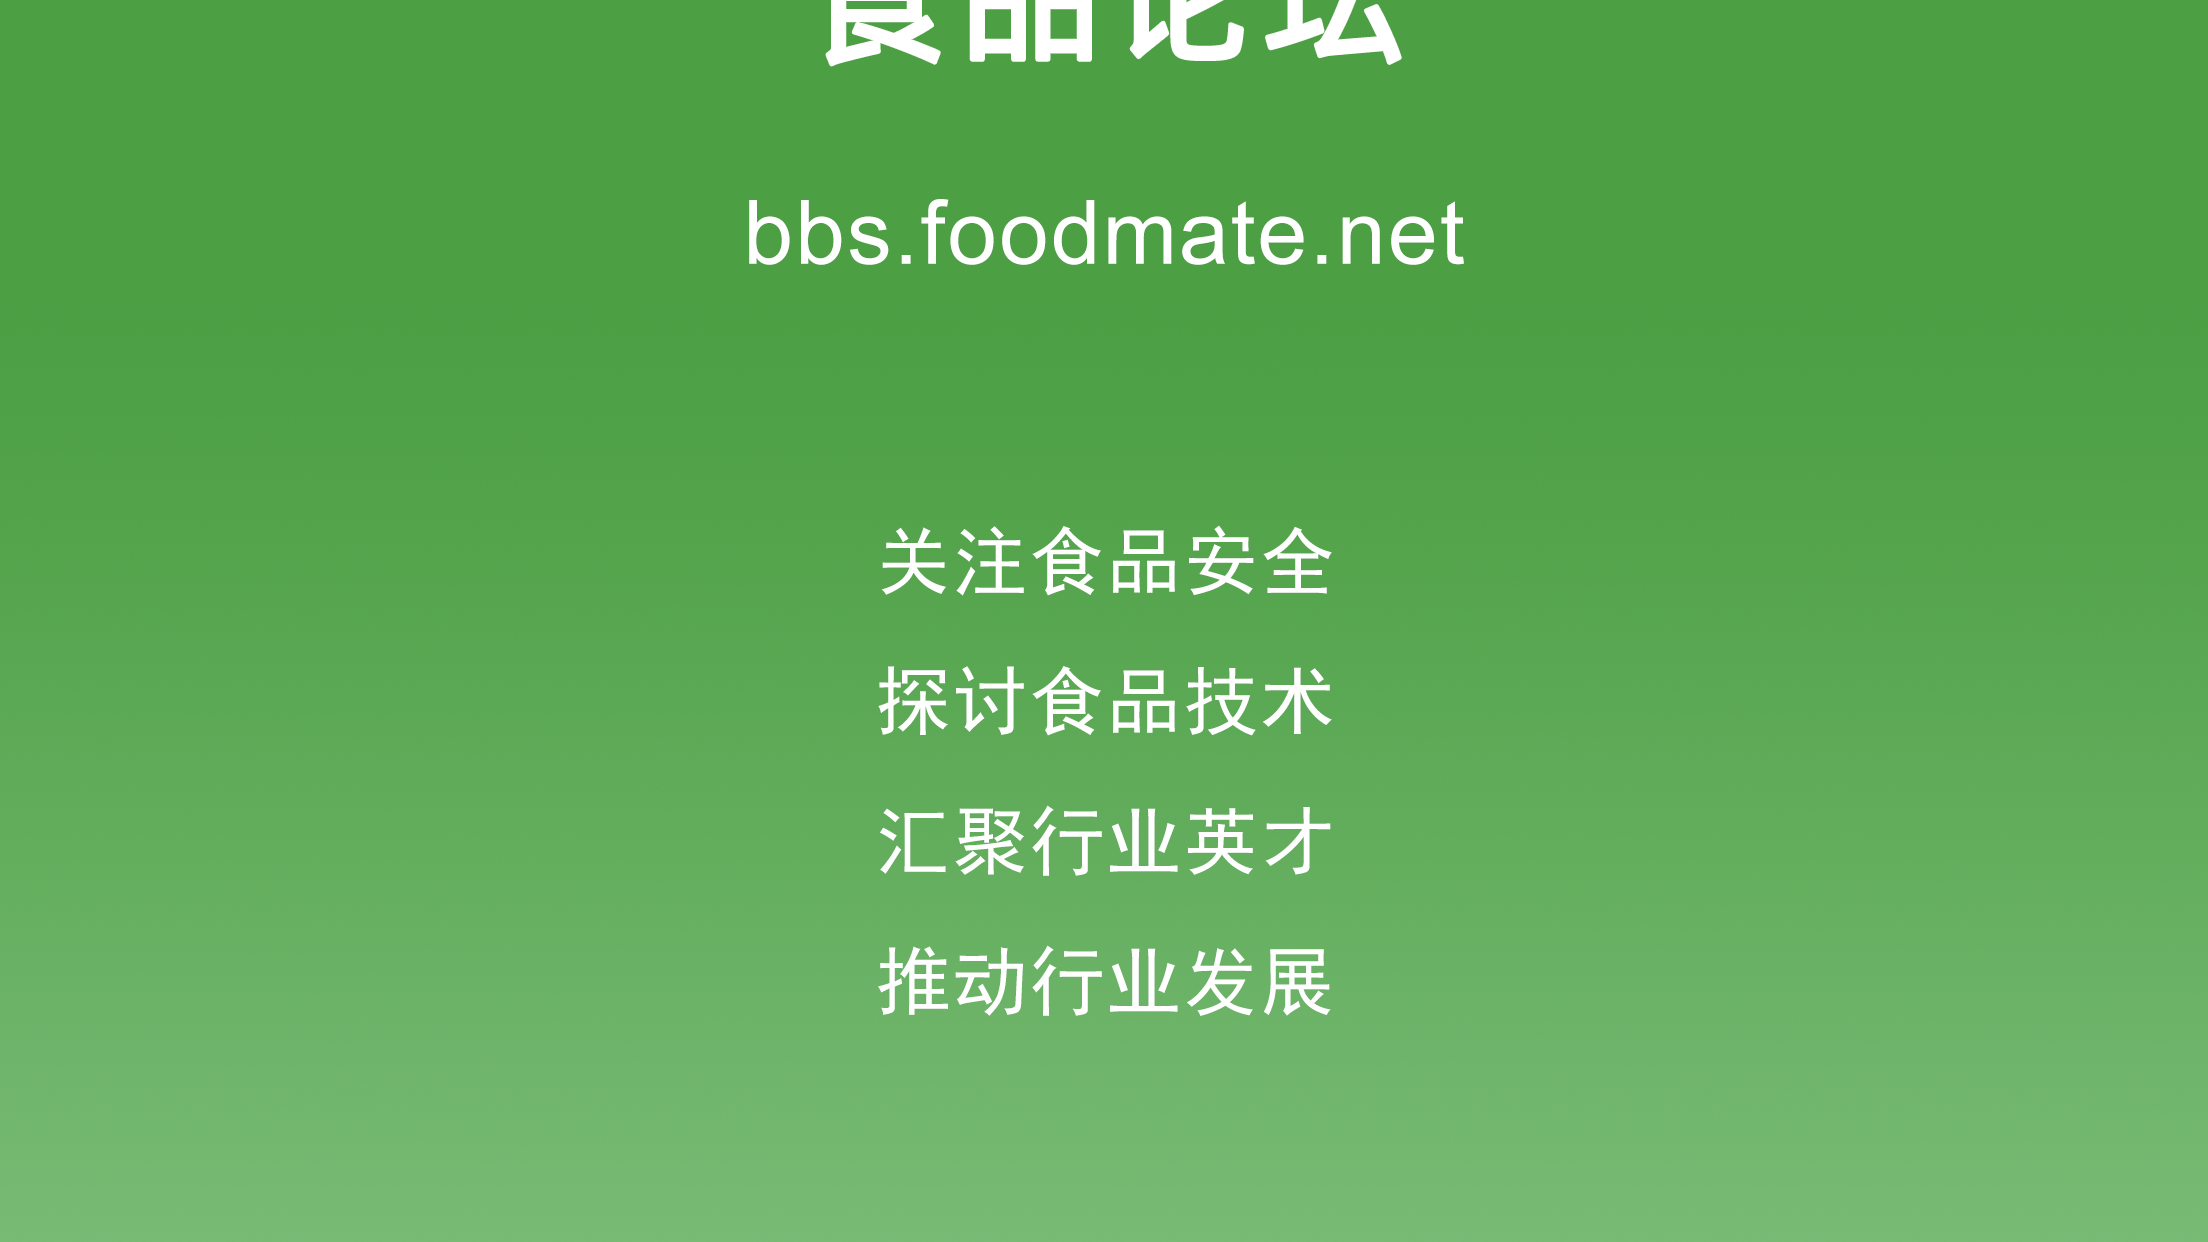 食品论坛
bbs.foodmate.net
关注食品安全
探讨食品技术
汇聚行业英才
推动行业发展